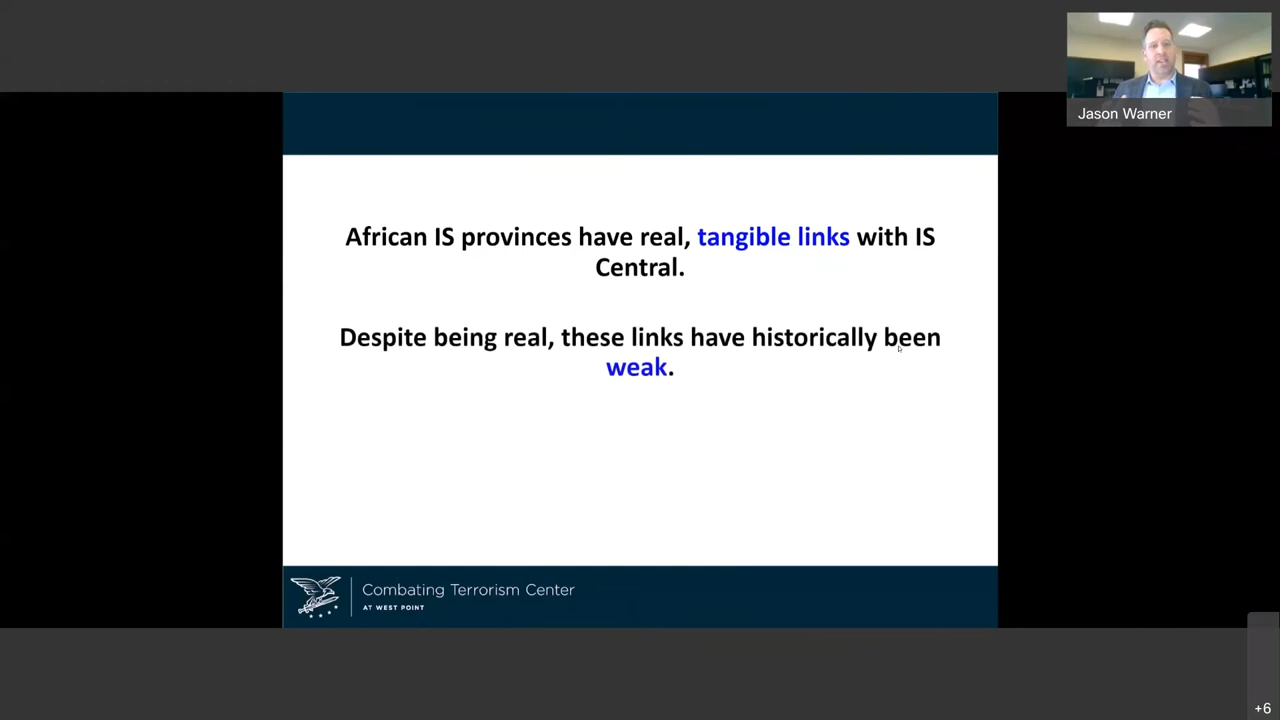 Jason Warner
African IS provinces have real, tangible links with IS
Central.
Despite being real, these links have historically been
weak.
Combating Terrorism Center
AT WEST POINT
+6